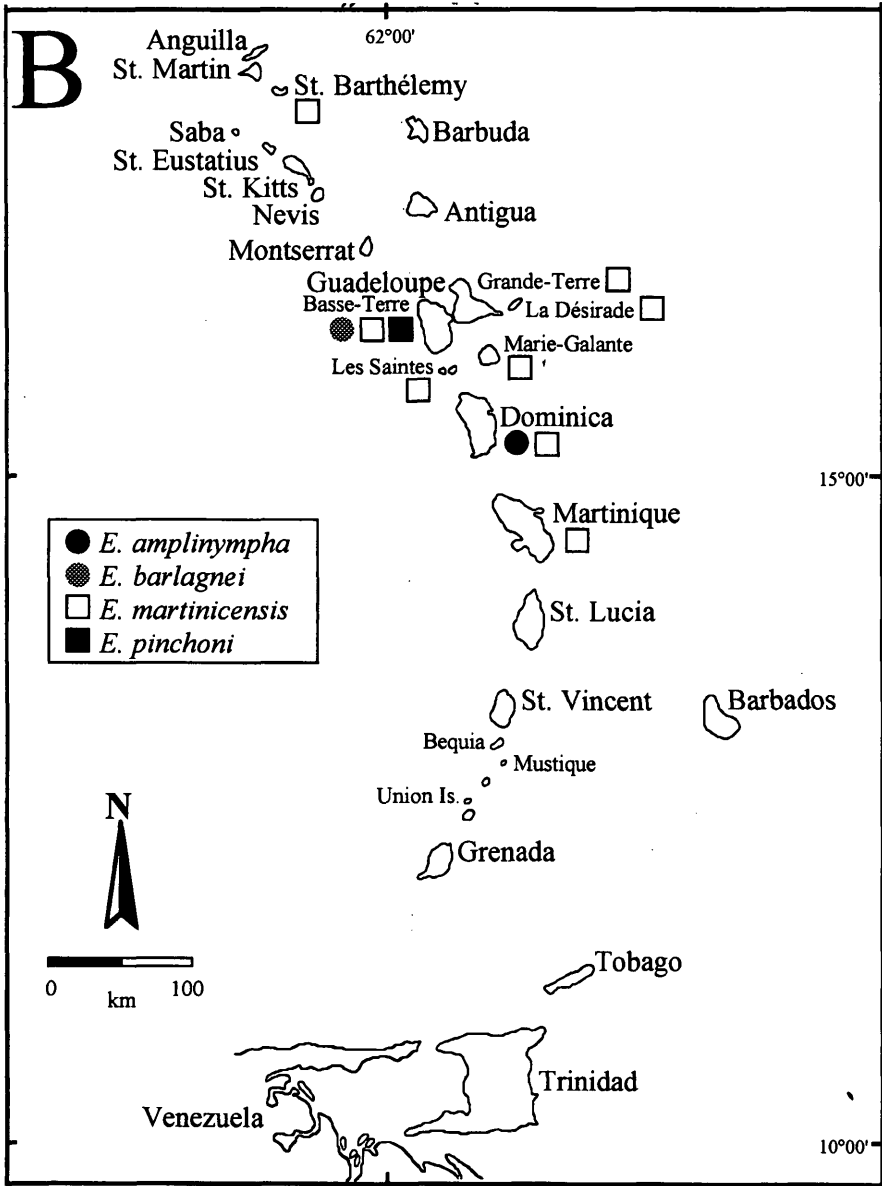 B
62°00'
Anguilla
St. Martin
St. Barthélemy
Saba
Barbuda
St. Eustatius
St. Kitts
Nevis
Antigua
Montserrat
Guadeloupe
Grande-Terre
Basse-Terre
La Désirade
Marie-Galante
Les Saintes
Dominica
15°00'
Martinique
E. amplinympha
E. barlagnei
E. martinicensis
E. pinchoni
St. Lucia
St. Vincent
Barbados
Bequia
Mustique
Union Is.
N
Grenada
Tobago
0 100
km
Trinidad
Venezuela
10°00'